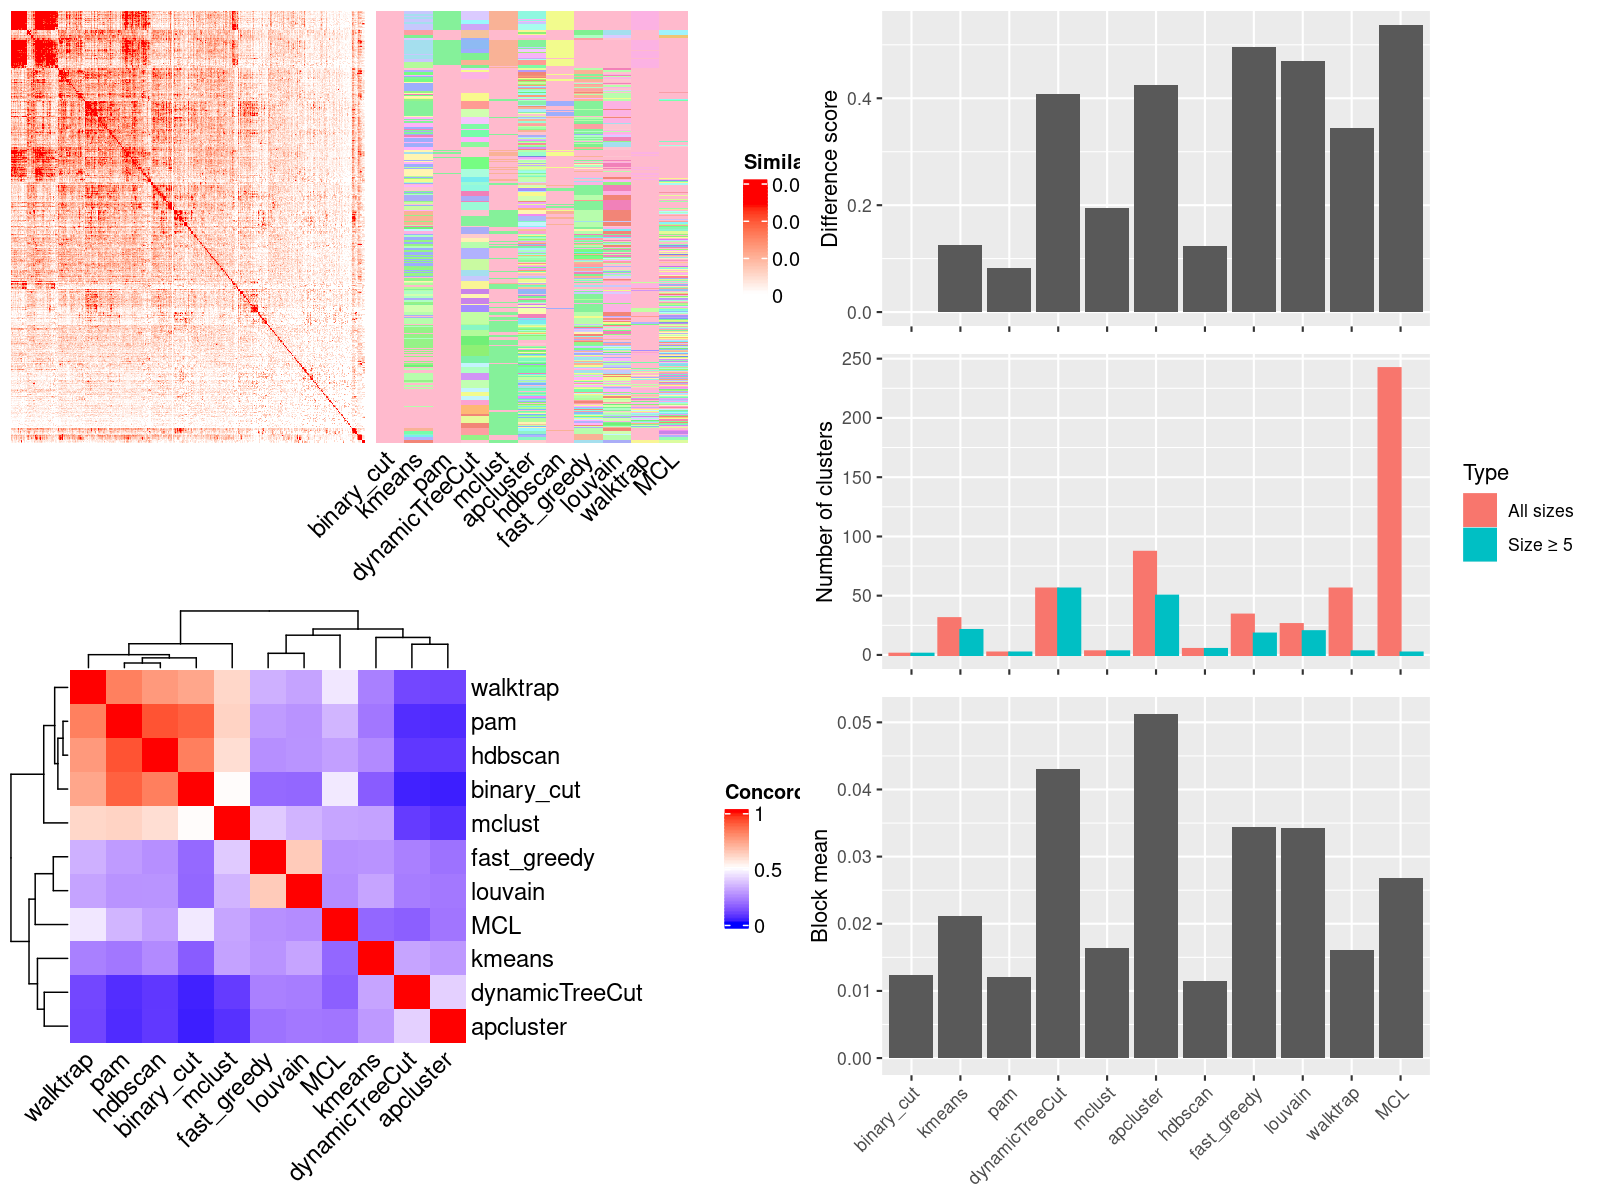 Simila
0.0
0.0
0.0
0
binary_cut
kmeans
pam
dynamicTreeCut
mclust
apcluster
hdbscan
fast_greedy
louvain
walktrap
MCL
walktrap
pam
hdbscan
binary_cut
mclust
fast_greedy
louvain
MCL
kmeans
dynamicTreeCut
apcluster
Concord
1
0.5
0
walktrap
pam
hdbscan
binary_cut
mclust
fast_greedy
louvain
MCL
kmeans
dynamicTreeCut
apcluster
Difference score
0.4
0.2
0.0
Number of clusters
250
200
150
100
50
0
Type
All sizes
Size ≥ 5
Block mean
0.05
0.04
0.03
0.02
0.01
0.00
binary_cut
kmeans
pam
dynamicTreeCut
mclust
apcluster
hdbscan
fast_greedy
louvain
walktrap
MCL